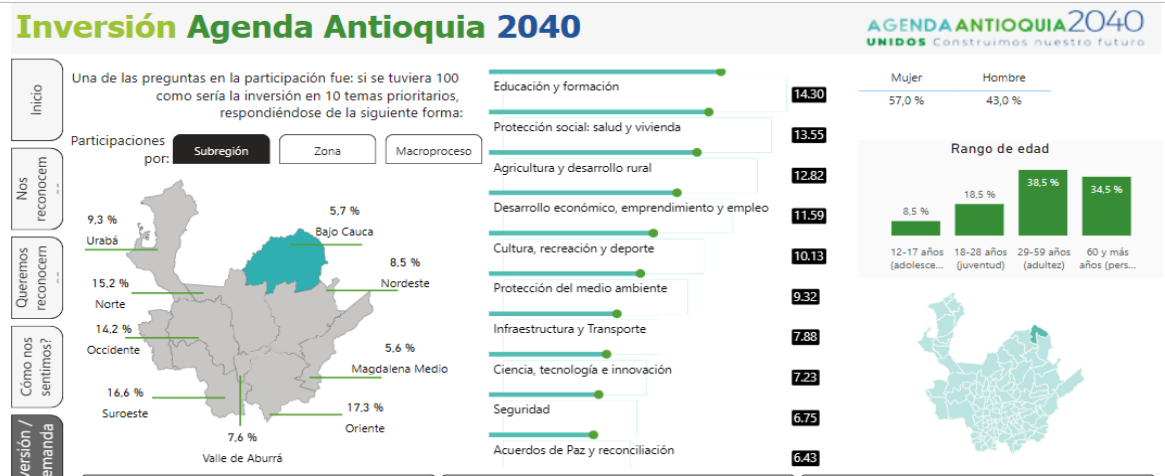 Inversión Agenda Antioquia 2040
AGENDA ANTIOQUIA 2040
UNIDOS Construimos nuestro futuro
Inicio
Nos
reconocem
...
Queremos
reconocern
...
Cómo nos
sentimos?
versión /
emanda
Una de las preguntas en la participación fue: si se tuviera 100
como sería la inversión en 10 temas prioritarios,
respondiéndose de la siguiente forma:
Participaciones
por:
Subregión
Zona
Macroproceso
9,3 %
Urabá
5,7 %
Bajo Cauca
8,5 %
Nordeste
15,2 %
Norte
14,2 %
Occidente
5,6 %
Magdalena Medio
16,6 %
Suroeste
17,3 %
Oriente
7,6 %
Valle de Aburrá
Educación y formación
14.30
Protección social: salud y vivienda
13.55
Agricultura y desarrollo rural
12.82
Desarrollo económico, emprendimiento y empleo
11.59
Cultura, recreación y deporte
10.13
Protección del medio ambiente
9.32
Infraestructura y Transporte
7.88
Ciencia, tecnología e innovación
7.23
Seguridad
6.75
Acuerdos de Paz y reconciliación
6.43
Mujer Hombre
57,0 % 43,0 %
Rango de edad
8,5 %
18,5 %
38,5 %
34,5 %
12-17 años
(adolesce...
18-28 años
(juventud)
29-59 años
(adultez)
60 y más
años (pers...